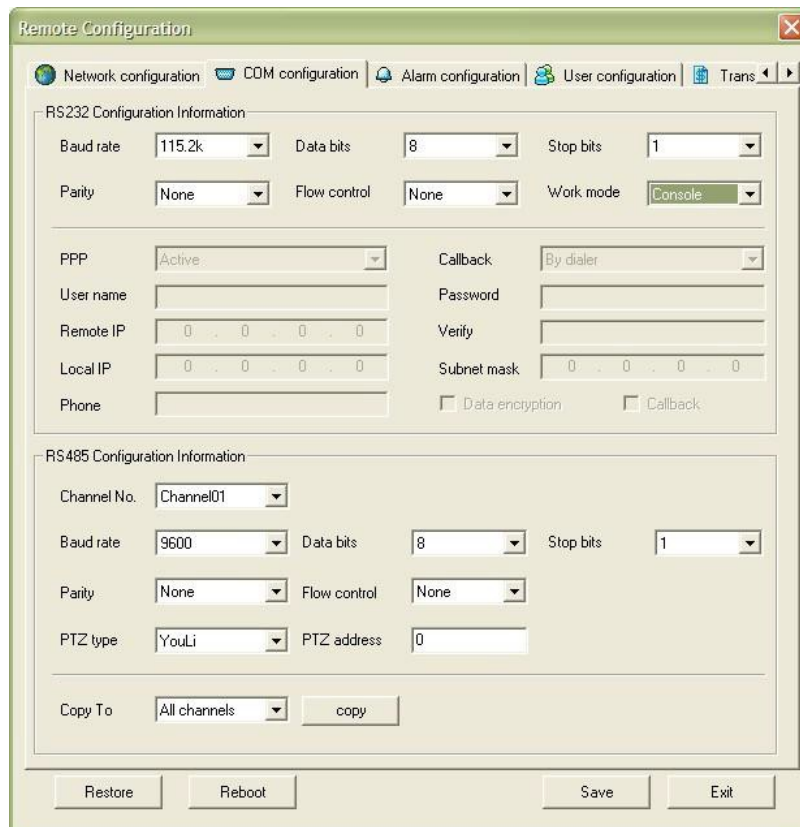 Remote Configuration
Network configuration COM configuration Alarm configuration User configuration Trans
RS232 Configuration Information
Baud rate 115.2k Data bits 8 Stop bits 1
Parity None Flow control None Work mode Console
PPP Active Callback By dialer
User name Password
Remote IP 0 . 0 . 0 . 0 Verify
Local IP 0 . 0 . 0 . 0 Subnet mask 0 . 0 . 0 . 0
Phone Data encryption Callback
RS485 Configuration Information
Channel No. Channel01
Baud rate 9600 Data bits 8 Stop bits 1
Parity None Flow control None
PTZ type YouLi PTZ address 0
Copy To All channels copy
Restore Reboot Save Exit